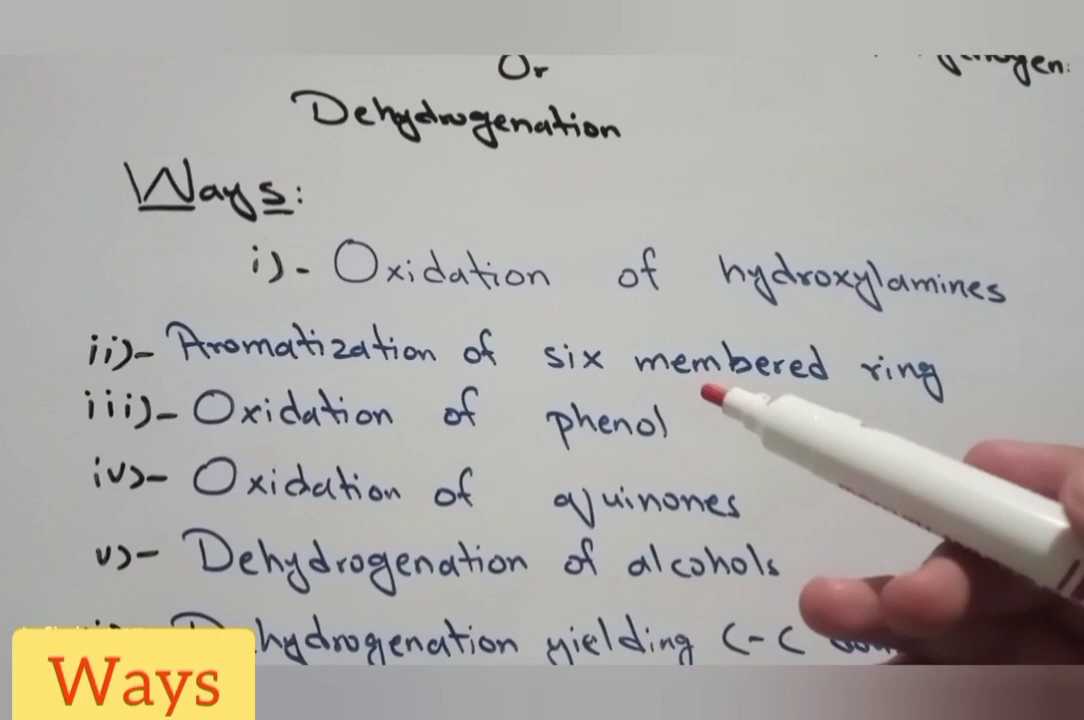 Or
Dehydrogenation
Ways:
i)- Oxidation of hydroxylamines
ii)- Aromatization of six membered ring
iii)- Oxidation of phenol
iv)- Oxidation of quinones
v)- Dehydrogenation of alcohols
Dehydrogenation yielding C-C
Ways